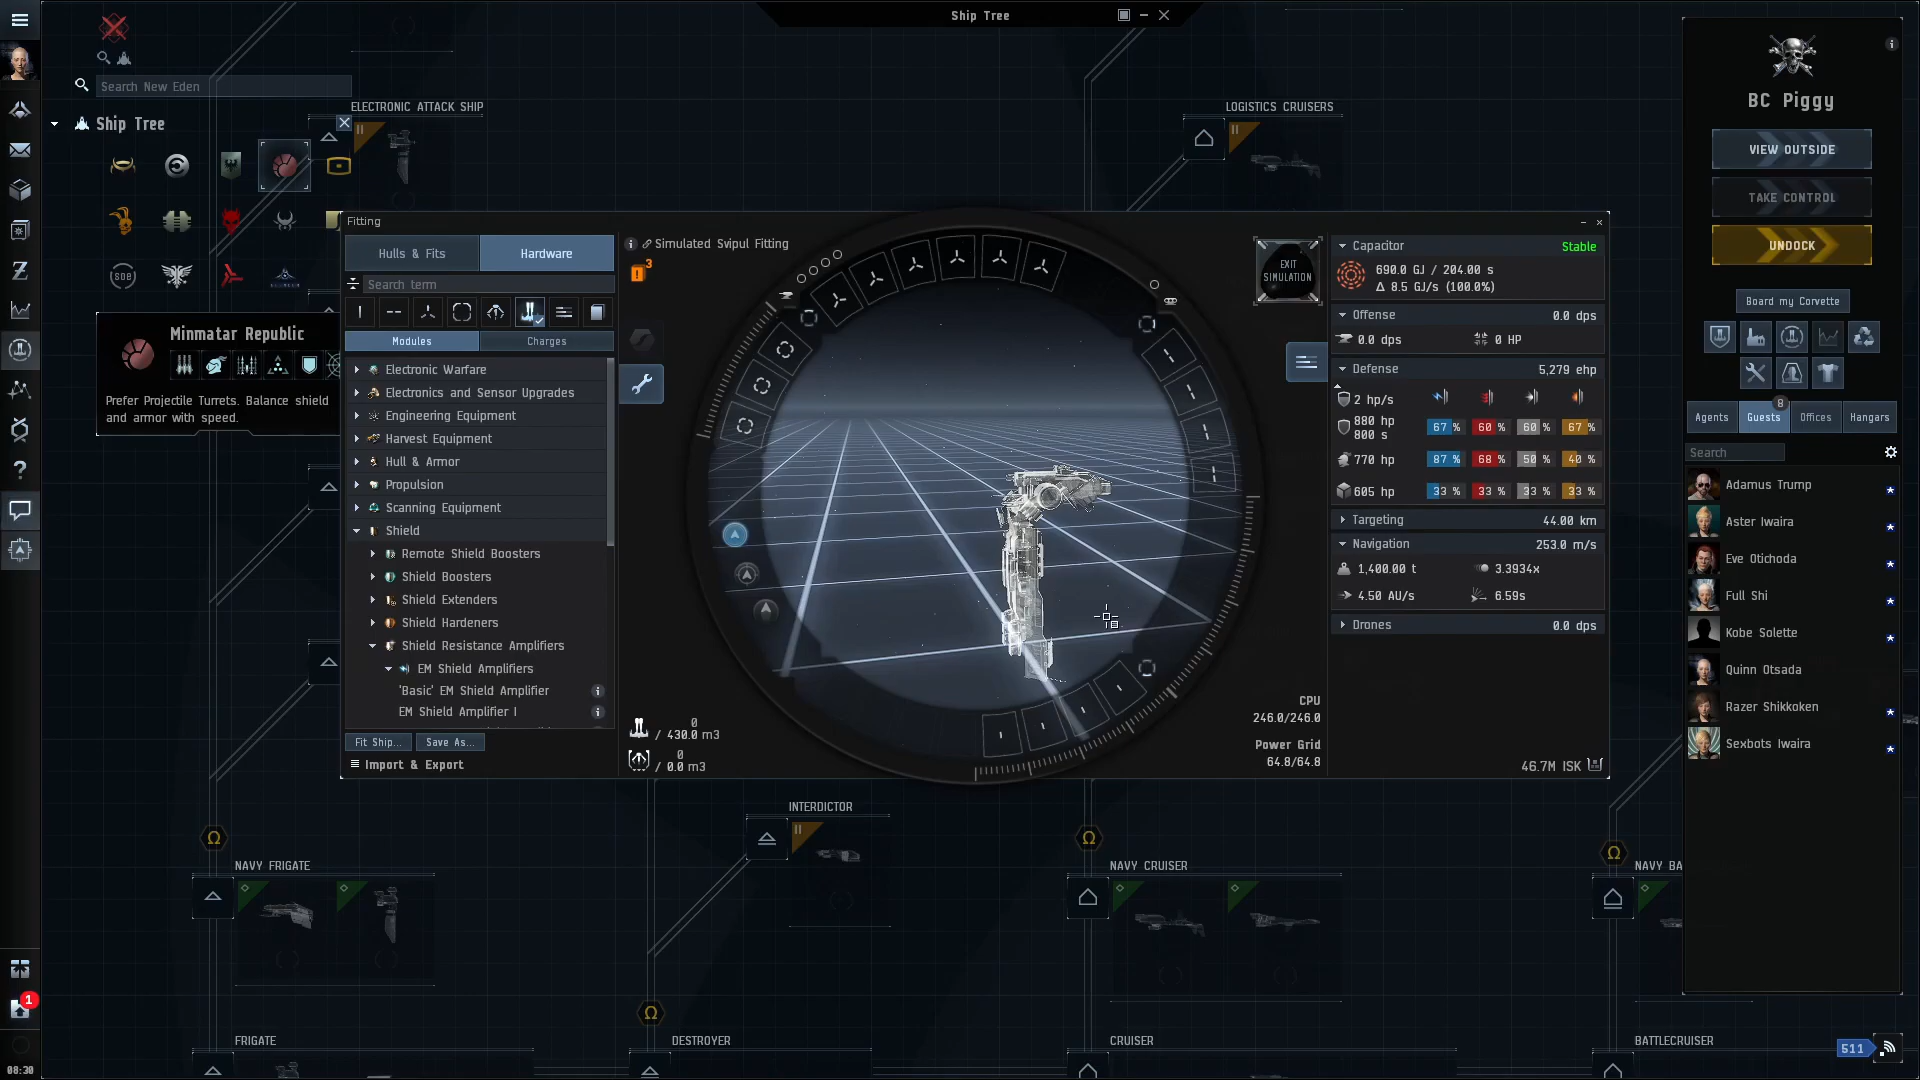 Ship Tree
Search New Eden
ELECTRONIC ATTACK SHIP
LOGISTICS CRUISERS
Ship Tree
Minmatar Republic
Prefer Projectile Turrets. Balance shield
and armor with speed.
Fitting
Hulls & Fits
Hardware
Search term
Modules
Charges
Electronic Warfare
Electronics and Sensor Upgrades
Engineering Equipment
Harvest Equipment
Hull & Armor
Propulsion
Scanning Equipment
Shield
Remote Shield Boosters
Shield Boosters
Shield Extenders
Shield Hardeners
Shield Resistance Amplifiers
EM Shield Amplifiers
'Basic' EM Shield Amplifier
EM Shield Amplifier I
Fit Ship...
Save As...
Import & Export
Simulated Svipul Fitting
3
EXIT
SIMULATION
0
/ 430.0 m3
0
/ 0.0 m3
CPU
246.0/246.0
Power Grid
64.8/64.8
Capacitor
Stable
690.0 GJ / 204.00 s
Δ 8.5 GJ/s (100.0%)
Offense
0.0 dps
0.0 dps
0 HP
Defense
5,279 ehp
2 hp/s
880 hp
800 s
67 %
60 %
60 %
67 %
770 hp
87 %
68 %
50 %
40 %
605 hp
33 %
33 %
33 %
33 %
Targeting
44.00 km
Navigation
253.0 m/s
1,400.00 t
3.3934x
4.50 AU/s
6.59s
Drones
0.0 dps
46.7M ISK
BC Piggy
VIEW OUTSIDE
TAKE CONTROL
UNDOCK
Board my Corvette
8
Agents
Guests
Offices
Hangars
Search
Adamus Trump
Aster Iwaira
Eve Otichoda
Full Shi
Kobe Solette
Quinn Otsada
Razer Shikkoken
Sexbots Iwaira
INTERDICTOR
NAVY FRIGATE
NAVY CRUISER
NAVY BA
FRIGATE
DESTROYER
CRUISER
BATTLECRUISER
1
08:30
511